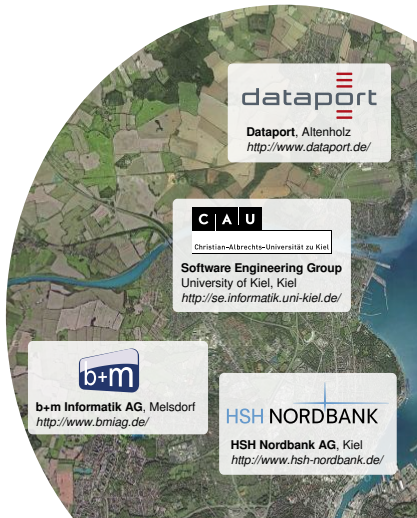 dataport
Dataport, Altenholz
http://www.dataport.de/
CAU
Christian-Albrechts-Universität zu Kiel
Software Engineering Group
University of Kiel, Kiel
http://se.informatik.uni-kiel.de/
b+m
b+m Informatik AG, Melsdorf
http://www.bmiag.de/
HSH NORDBANK
HSH Nordbank AG, Kiel
http://www.hsh-nordbank.de/